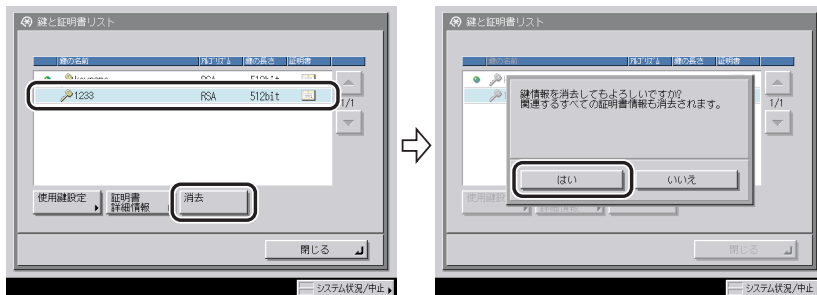 鍵と証明書リスト
鍵の名前 ｱﾙｺﾞﾘｽﾞﾑ 鍵の長さ 証明書
1233 RSA 512bit
1/1
使用鍵設定 証明書 消去
詳細情報
閉じる
システム状況/中止
鍵と証明書リスト
鍵の名前 ｱﾙｺﾞﾘｽﾞﾑ 鍵の長さ 証明書
鍵情報を消去してもよろしいですか?
関連するすべての証明書情報も消去されます。
1/1
はい いいえ
使用鍵設
閉じる
システム状況/中止